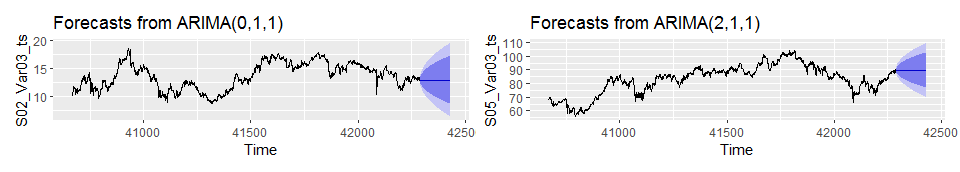 Forecasts from ARIMA(0,1,1)
S02_Var03_ts
20
15
110
41000
41500
42000
42500
Time
Forecasts from ARIMA(2,1,1)
S05_Var03_ts
110
100
90
80
70
60
41000
41500
42000
42500
Time